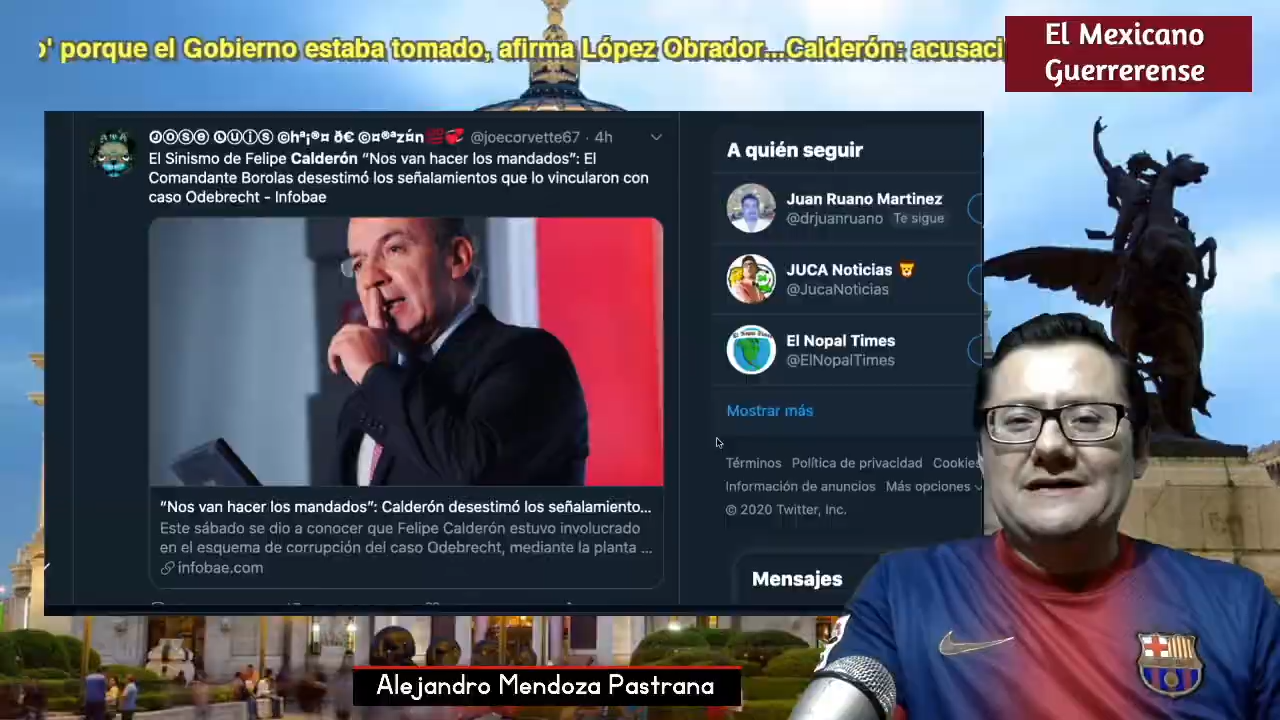 ' porque el Gobierno estaba tomado, afirma López Obrador...Calderón: acusaci
El Mexicano
Guerrerense
Ⓙⓞⓢⓔ Ⓛⓤⓘⓢ ©hª¡®¤ ð€ ©¤®ªzán @joecorvette67 · 4h
El Sinismo de Felipe Calderón “Nos van hacer los mandados”: El
Comandante Borolas desestimó los señalamientos que lo vincularon con
caso Odebrecht - Infobae
“Nos van hacer los mandados”: Calderón desestimó los señalamiento...
Este sábado se dio a conocer que Felipe Calderón estuvo involucrado
en el esquema de corrupción del caso Odebrecht, mediante la planta ...
infobae.com
A quién seguir
Juan Ruano Martinez
@drjuanruano Te sigue
JUCA Noticias
@JucaNoticias
El Nopal Times
@ElNopalTimes
Mostrar más
Términos Política de privacidad Cookies
Información de anuncios Más opciones
© 2020 Twitter, Inc.
Mensajes
Alejandro Mendoza Pastrana